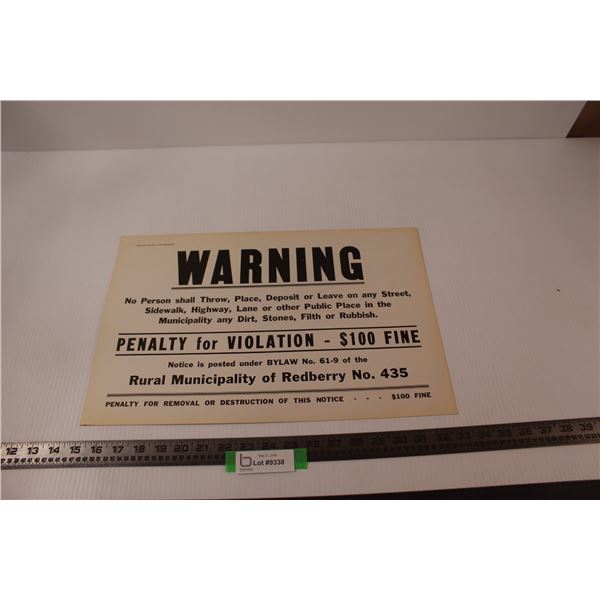 WARNING
No Person shall Throw, Place, Deposit or Leave on any Street,
Sidewalk, Highway, Lane or other Public Place in the
Municipality any Dirt, Stones, Filth or Rubbish.
PENALTY for VIOLATION - $100 FINE
Notice is posted under BYLAW No. 61-9 of the
Rural Municipality of Redberry No. 435
PENALTY FOR REMOVAL OR DESTRUCTION OF THIS NOTICE - - - $100 FINE
12 13 14 15 16 17 18 19 20 21 22 23 24 25 26 27 28 29 30 31 32 33 34 35 36 37 38 39
b
Lot #9338